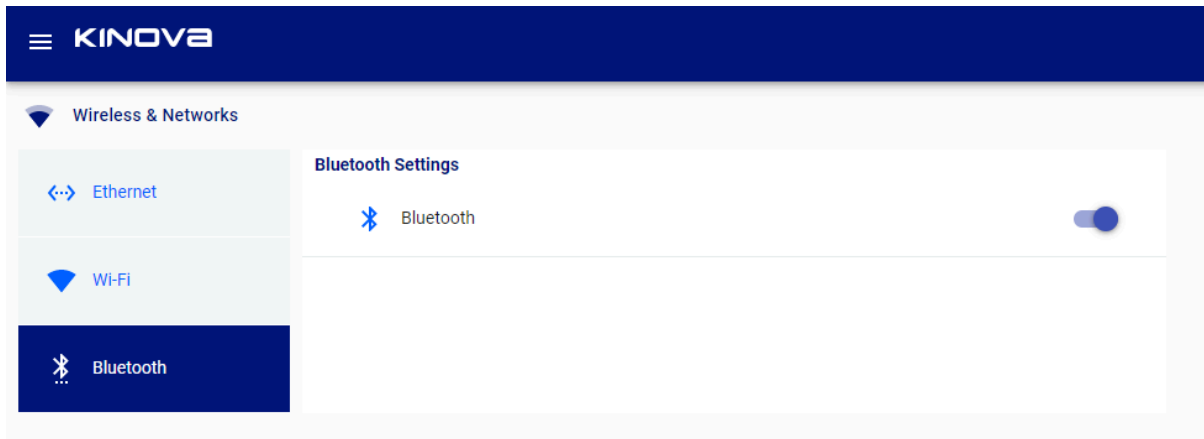 KINOVA
Wireless & Networks
Ethernet
Wi-Fi
Bluetooth
Bluetooth Settings
Bluetooth